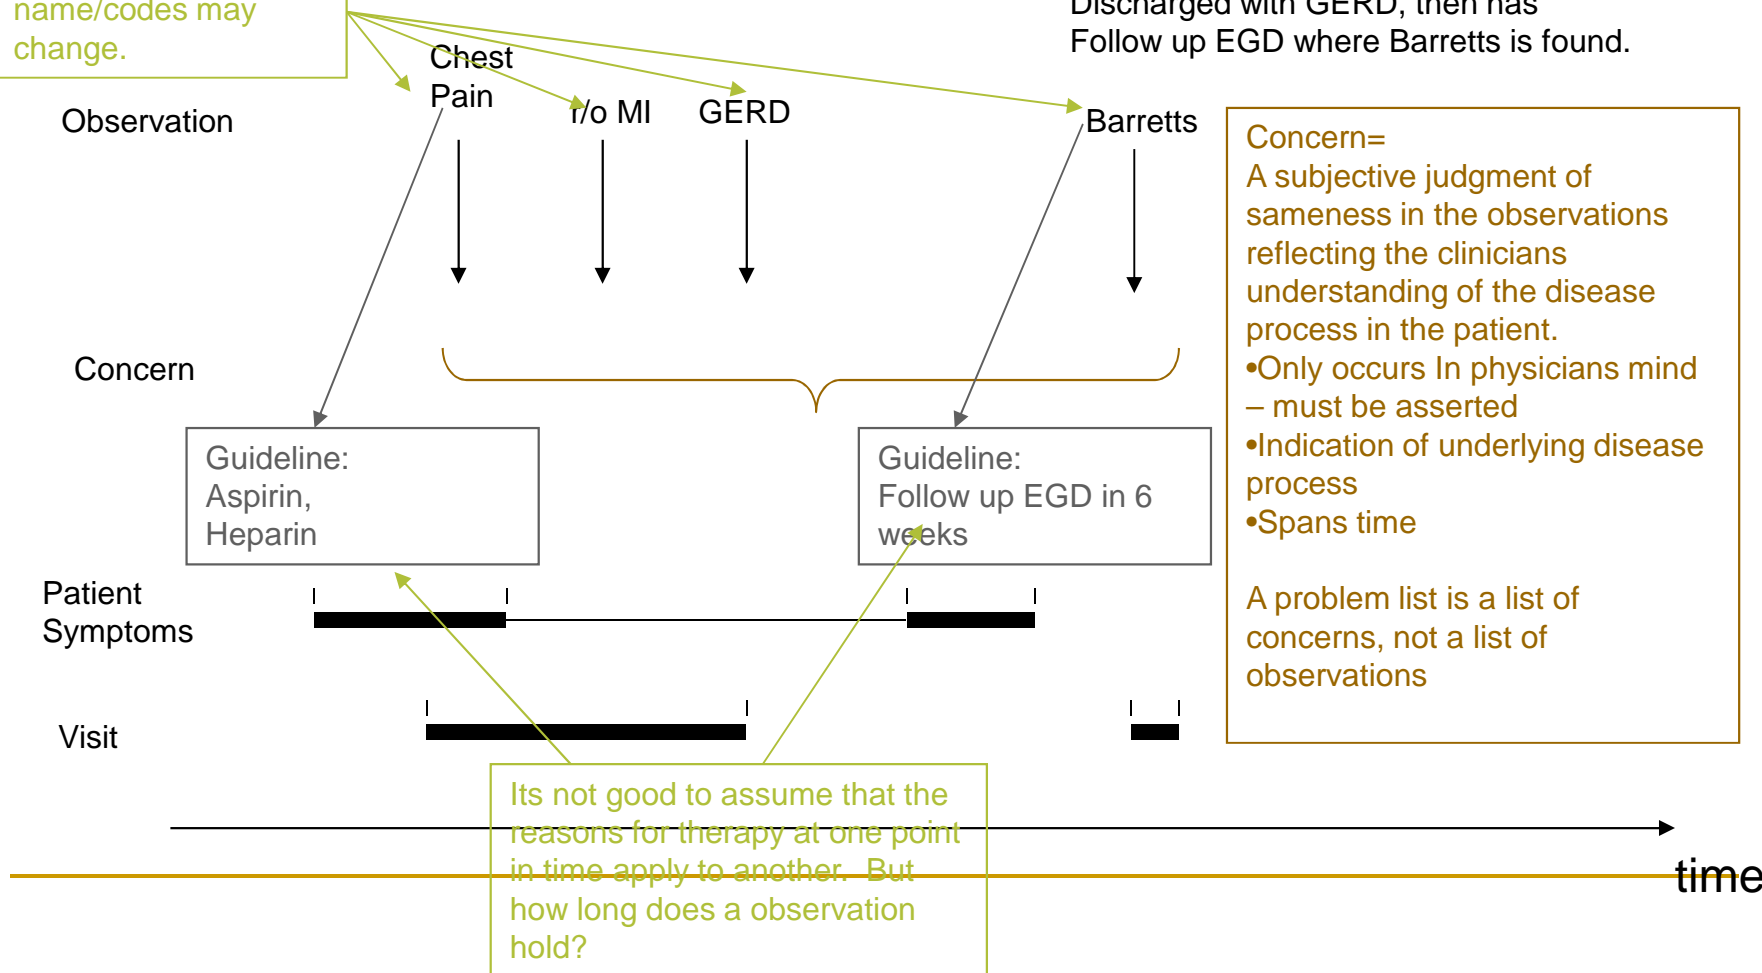 name/codes may
change.
Discharged with GERD, then has
Follow up EGD where Barretts is found.
Chest
Pain
r/o MI
GERD
Barretts
Observation
Concern=
A subjective judgment of
sameness in the observations
reflecting the clinicians
understanding of the disease
process in the patient.
•Only occurs In physicians mind
– must be asserted
•Indication of underlying disease
process
•Spans time
A problem list is a list of
concerns, not a list of
observations
Concern
Guideline:
Aspirin,
Heparin
Guideline:
Follow up EGD in 6
weeks
Patient
Symptoms
Visit
Its not good to assume that the
reasons for therapy at one point
in time apply to another.  But
how long does a observation
hold?
time